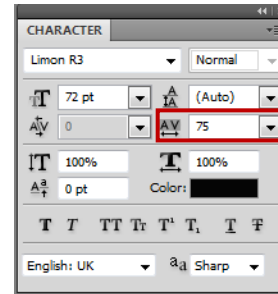 CHARACTER
Limon R3 Normal
72 pt (Auto)
0 75
100% 100%
0 pt Color:
T T TT Tr T¹ T₁ T T
English: UK aa Sharp